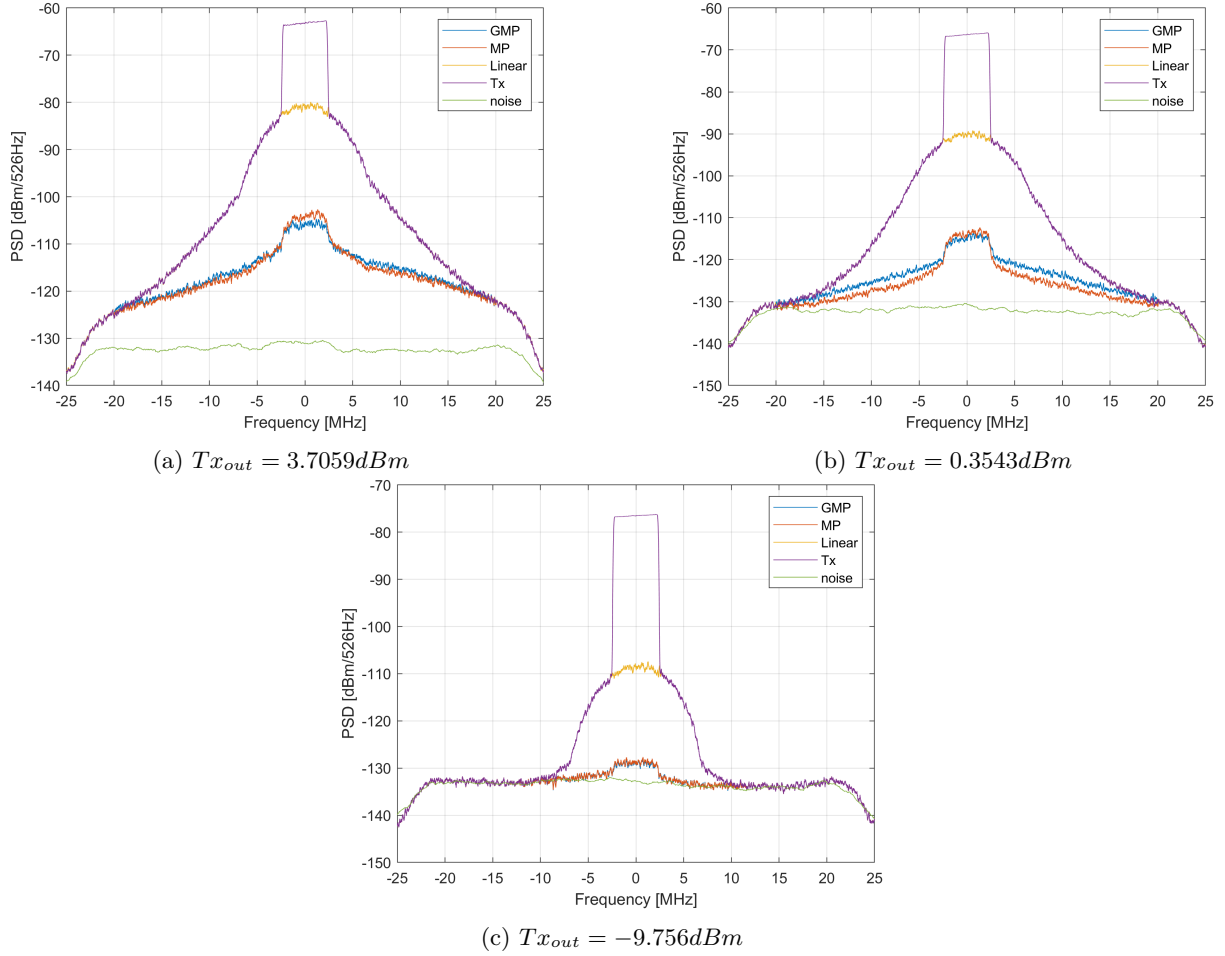 -60
-70
-80
-90
-100
-110
-120
-130
-140
PSD [dBm/526Hz]
GMP
MP
Linear
Tx
noise
-25 -20 -15 -10 -5 0 5 10 15 20 25
Frequency [MHz]
(a) Tx_out = 3.7059dBm
-60
-70
-80
-90
-100
-110
-120
-130
-140
-150
PSD [dBm/526Hz]
GMP
MP
Linear
Tx
noise
-25 -20 -15 -10 -5 0 5 10 15 20 25
Frequency [MHz]
(b) Tx_out = 0.3543dBm
-70
-80
-90
-100
-110
-120
-130
-140
-150
PSD [dBm/526Hz]
GMP
MP
Linear
Tx
noise
-25 -20 -15 -10 -5 0 5 10 15 20 25
Frequency [MHz]
(c) Tx_out = −9.756dBm